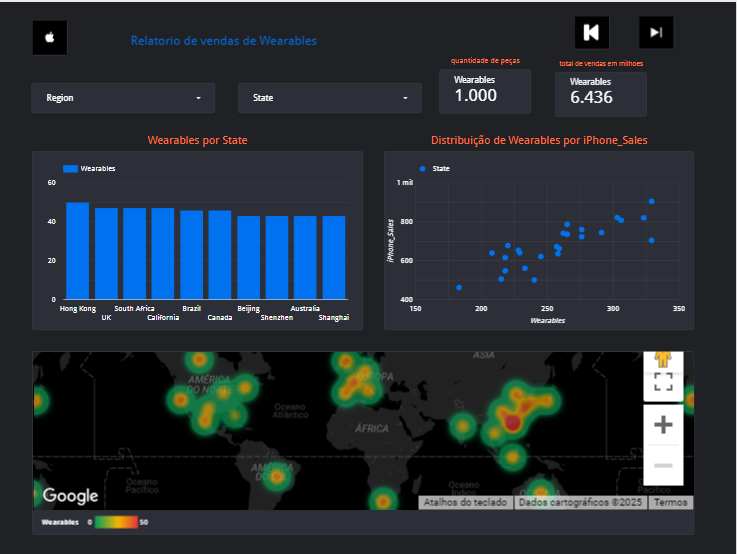 Relatorio de vendas de Wearables
quantidade de peças
total de vendas em milhoes
Region
State
Wearables
1.000
Wearables
6.436
Wearables por State
Distribuição de Wearables por iPhone_Sales
Wearables
60
40
20
0
Hong Kong
UK
South Africa
California
Brazil
Canada
Beijing
Shenzhen
Australia
Shanghai
State
1 mil
800
600
400
iPhone_Sales
150
200
250
300
350
Wearables
ÁSIA
AMÉRICA
DO NORTE
Oceano
Atlântico
ÁFRICA
Oceano
Pacífico
Google
Atalhos do teclado
Dados cartográficos ©2025
Termos
Wearables 0 50